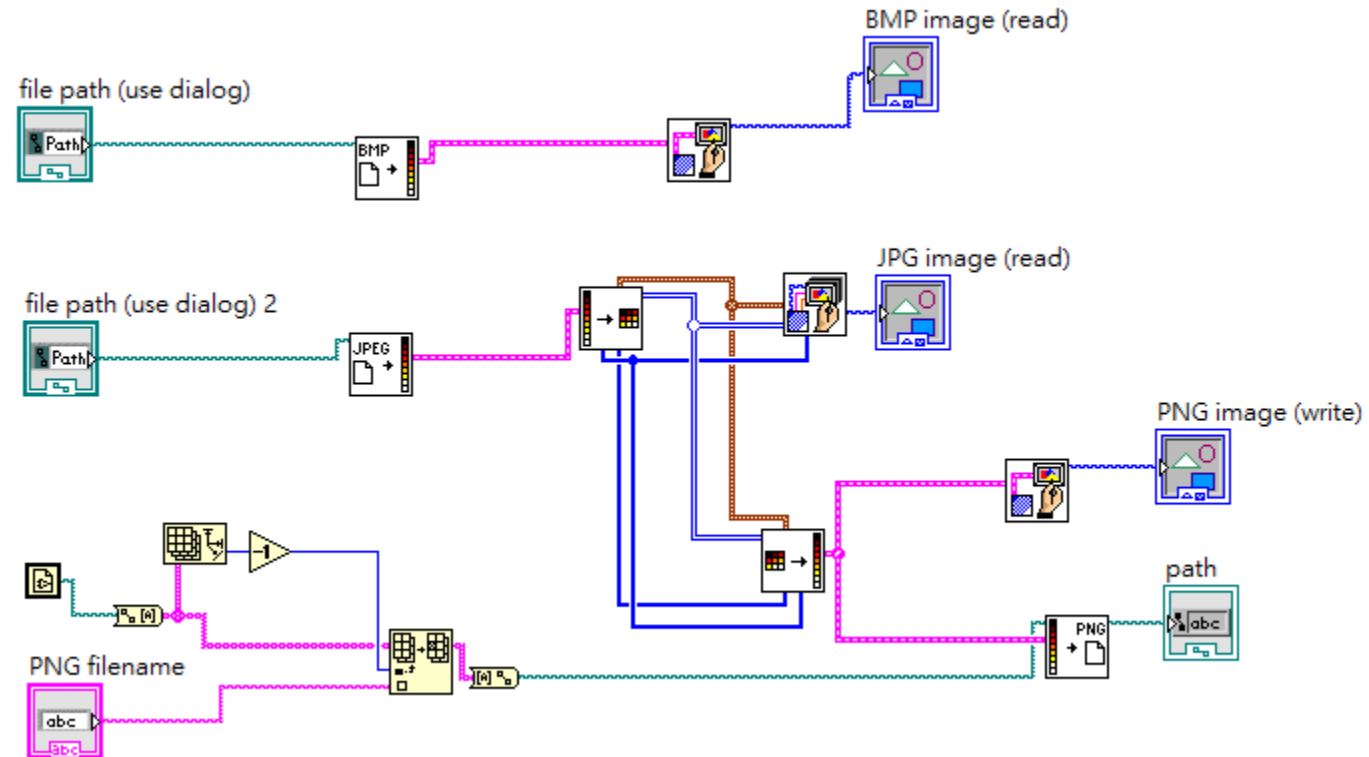 BMP image (read)
file path (use dialog)
Path
BMP
JPG image (read)
file path (use dialog) 2
Path
JPEG
PNG image (write)
-1
[A]
path
abc
PNG
PNG filename
[A]
abc
abc